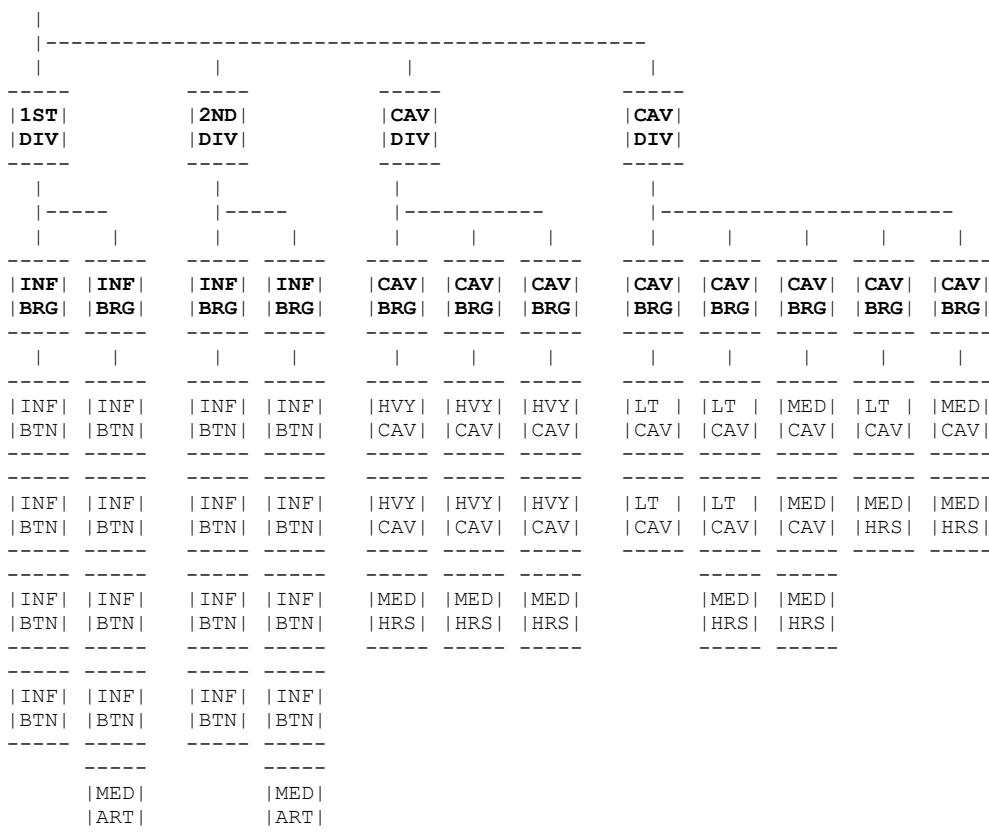 |1ST| |2ND| |CAV| |CAV|
|DIV| |DIV| |DIV| |DIV|
|INF| |INF| |INF| |INF| |CAV| |CAV| |CAV| |CAV| |CAV| |CAV| |CAV| |CAV|
|BRG| |BRG| |BRG| |BRG| |BRG| |BRG| |BRG| |BRG| |BRG| |BRG| |BRG| |BRG|
|INF| |INF| |INF| |INF| |HVY| |HVY| |HVY| |LT | |LT | |MED| |LT | |MED|
|BTN| |BTN| |BTN| |BTN| |CAV| |CAV| |CAV| |CAV| |CAV| |CAV| |CAV| |CAV|
|INF| |INF| |INF| |INF| |HVY| |HVY| |HVY| |LT | |LT | |MED| |MED| |MED|
|BTN| |BTN| |BTN| |BTN| |CAV| |CAV| |CAV| |CAV| |CAV| |CAV| |HRS| |HRS|
|INF| |INF| |INF| |INF| |MED| |MED| |MED| |MED| |MED|
|BTN| |BTN| |BTN| |BTN| |HRS| |HRS| |HRS| |HRS| |HRS|
|INF| |INF| |INF| |INF|
|BTN| |BTN| |BTN| |BTN|
|MED| |MED|
|ART| |ART|